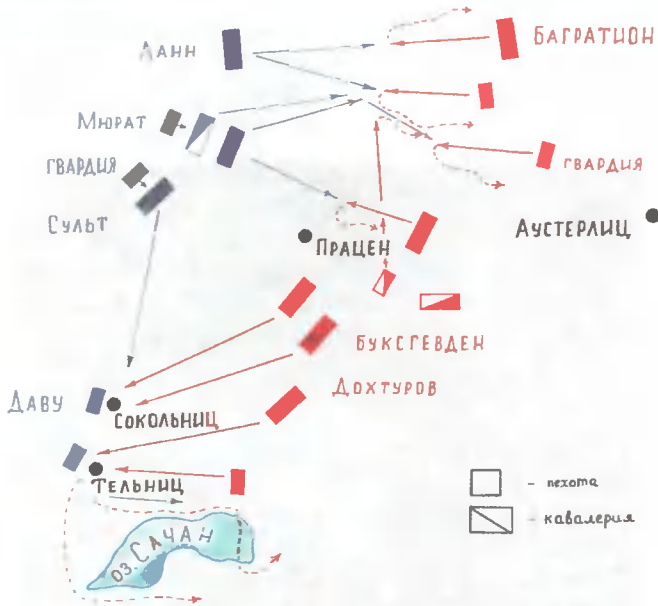 Ланн
БАГРАТИОН
МЮРАТ
ГВАРДИЯ
ГВАРДИЯ
СУЛЬТ
АУСТЕРЛИЦ
ПРАЦЕН
БУКСГЕВДЕН
ДОХТУРОВ
ДАВУ
СОКОЛЬНИЦ
ТЕЛЬНИЦ
- пехота
- кавалерия
ОЗ. САЧАН